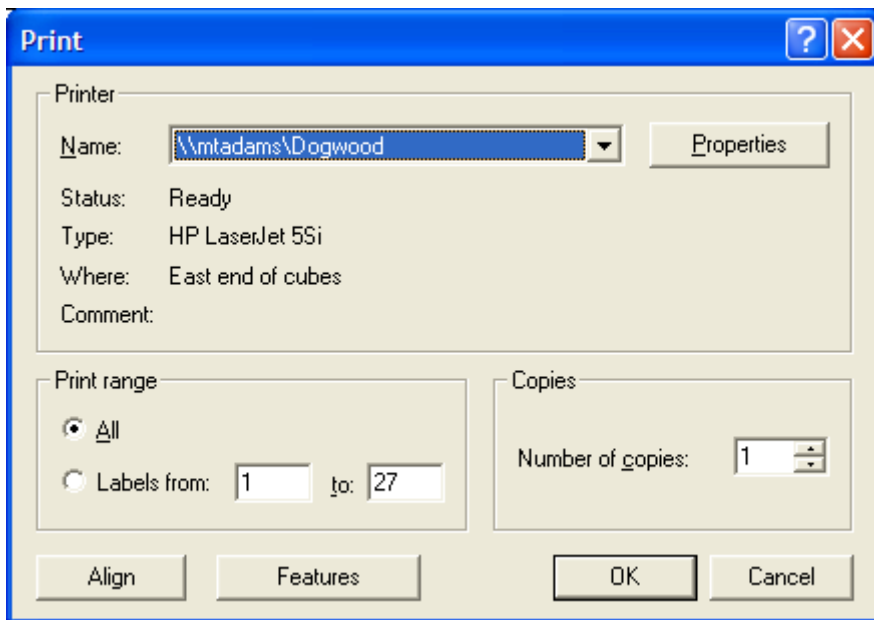 Print
Printer
Name: \\mtadams\Dogwood Properties
Status: Ready
Type: HP LaserJet 5Si
Where: East end of cubes
Comment:
Print range
All
Labels from: 1 to: 27
Copies
Number of copies: 1
Align Features OK Cancel